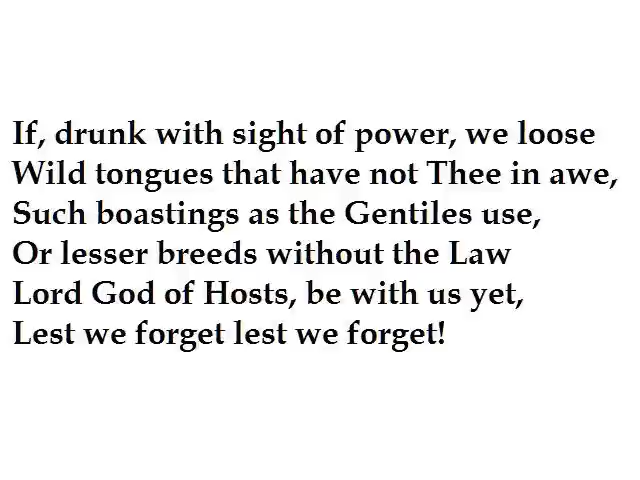 If, drunk with sight of power, we loose
Wild tongues that have not Thee in awe,
Such boastings as the Gentiles use,
Or lesser breeds without the Law
Lord God of Hosts, be with us yet,
Lest we forget lest we forget!